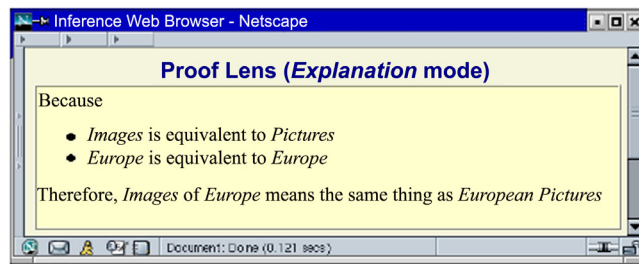 Inference Web Browser - Netscape
Proof Lens (Explanation mode)
Because
• Images is equivalent to Pictures
• Europe is equivalent to Europe
Therefore, Images of Europe means the same thing as European Pictures
Document: Done (0.121 secs)